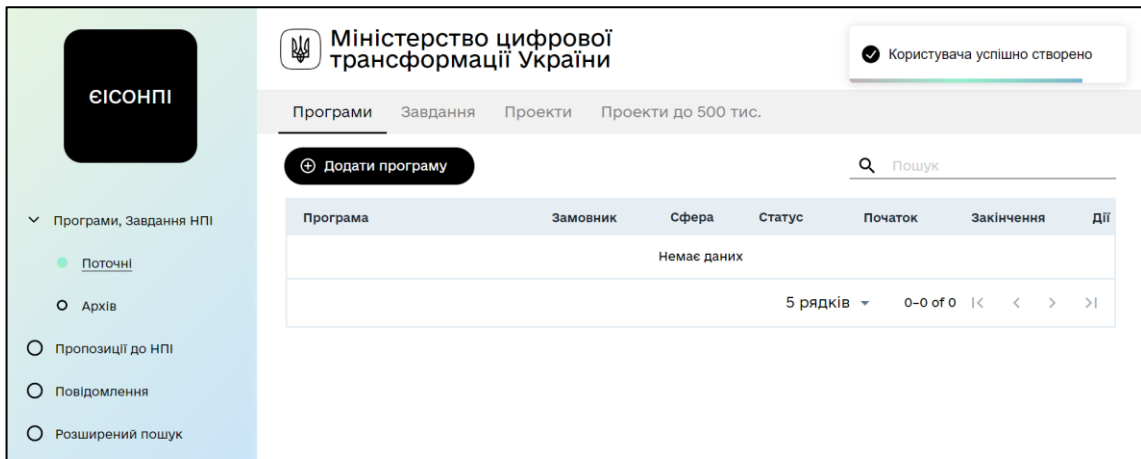 ЄІСОНПІ
Міністерство цифрової
трансформації України
Користувача успішно створено
Програми Завдання Проекти Проекти до 500 тис.
Додати програму
Пошук
Програми, Завдання НПІ
Поточні
Архів
Пропозиції до НПІ
Повідомлення
Розширений пошук
Програма Замовник Сфера Статус Початок Закінчення Дії
Немає даних
5 рядків 0-0 of 0